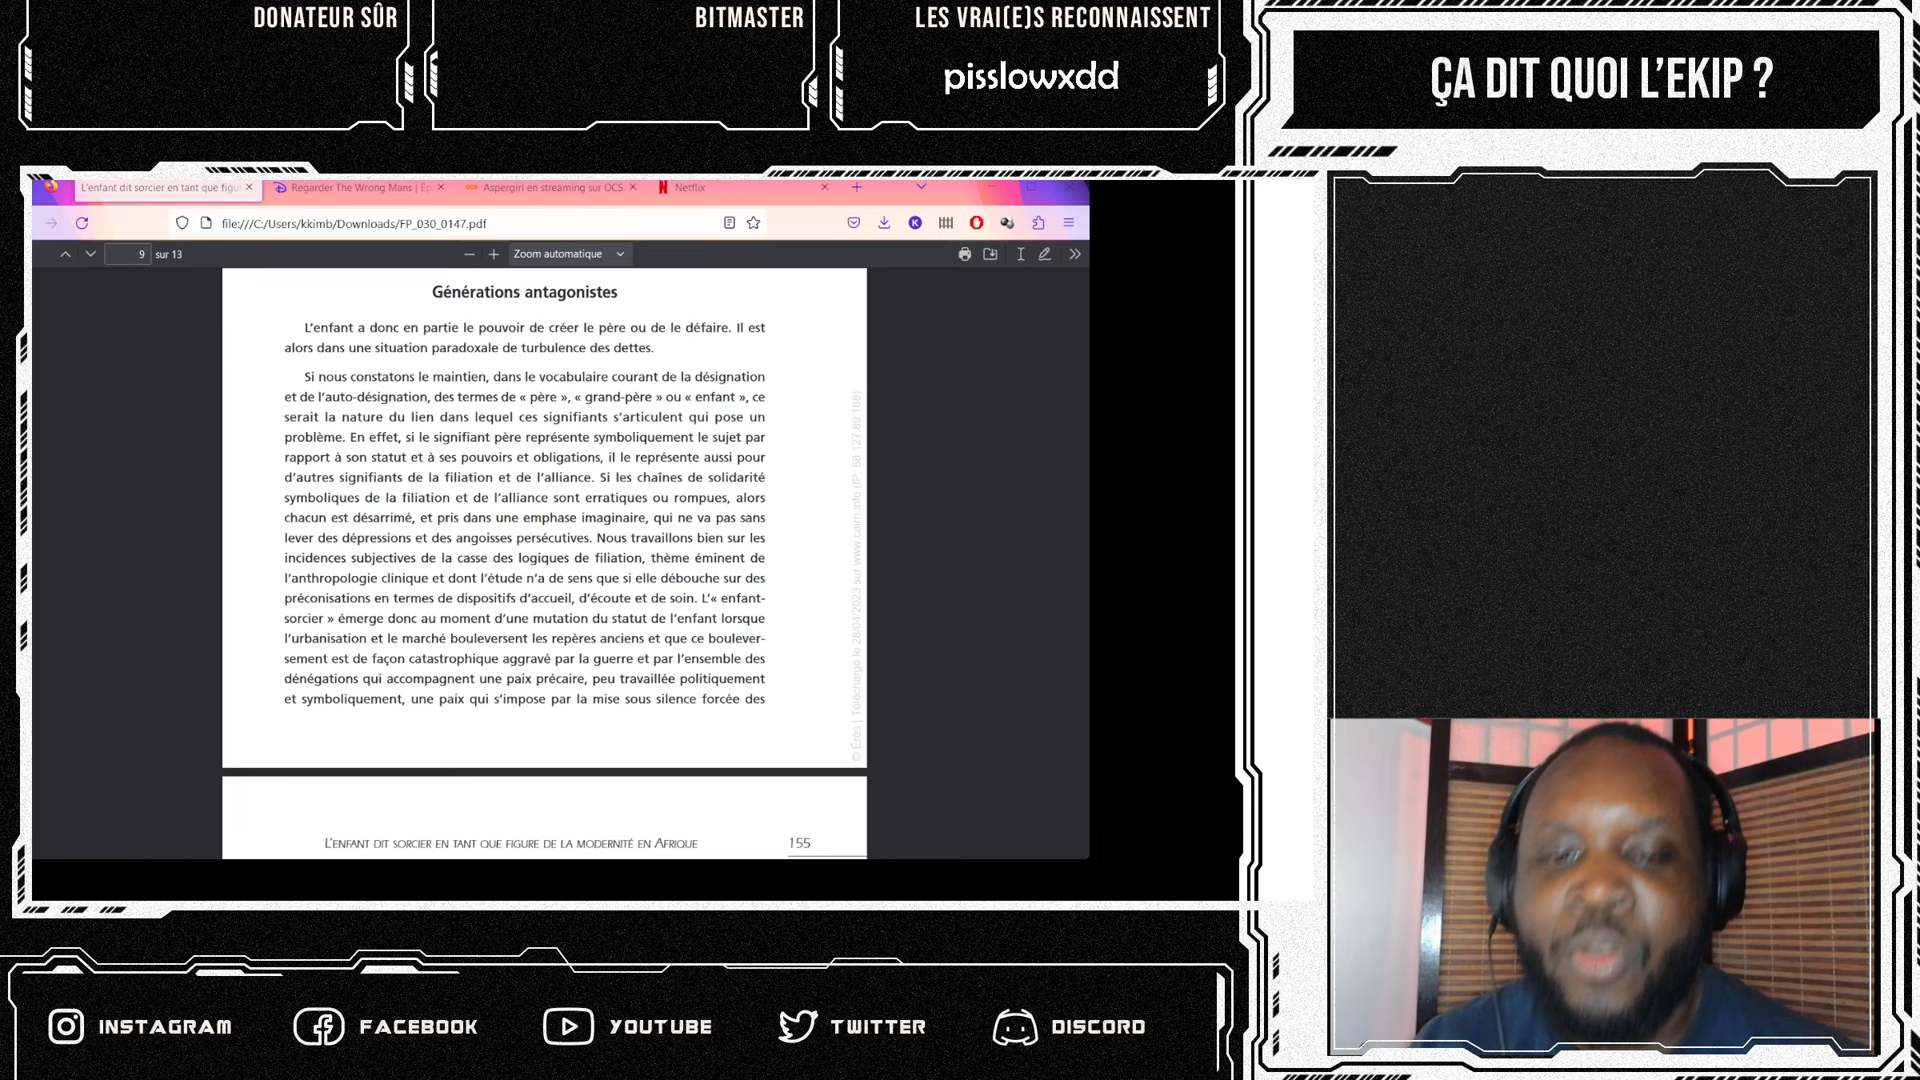 DONATEUR SÛR
BITMASTER
LES VRAI(E)S RECONNAISSENT
pisslowxdd
ÇA DIT QUOI L'EKIP ?
L'enfant dit sorcier en tant que figu
Regarder The Wrong Mans | Ép
Aspergirl en streaming sur OCS
Netflix
file:///C:/Users/kkimb/Downloads/FP_030_0147.pdf
9 sur 13
Zoom automatique
Générations antagonistes
L'enfant a donc en partie le pouvoir de créer le père ou de le défaire. Il est
alors dans une situation paradoxale de turbulence des dettes.
Si nous constatons le maintien, dans le vocabulaire courant de la désignation
et de l'auto-désignation, des termes de « père », « grand-père » ou « enfant », ce
serait la nature du lien dans lequel ces signifiants s'articulent qui pose un
problème. En effet, si le signifiant père représente symboliquement le sujet par
rapport à son statut et à ses pouvoirs et obligations, il le représente aussi pour
d'autres signifiants de la filiation et de l'alliance. Si les chaînes de solidarité
symboliques de la filiation et de l'alliance sont erratiques ou rompues, alors
chacun est désarrimé, et pris dans une emphase imaginaire, qui ne va pas sans
lever des dépressions et des angoisses persécutives. Nous travaillons bien sur les
incidences subjectives de la casse des logiques de filiation, thème éminent de
l'anthropologie clinique et dont l'étude n'a de sens que si elle débouche sur des
préconisations en termes de dispositifs d'accueil, d'écoute et de soin. L'« enfant-
sorcier » émerge donc au moment d'une mutation du statut de l'enfant lorsque
l'urbanisation et le marché bouleversent les repères anciens et que ce boulever-
sement est de façon catastrophique aggravé par la guerre et par l'ensemble des
dénégations qui accompagnent une paix précaire, peu travaillée politiquement
et symboliquement, une paix qui s'impose par la mise sous silence forcée des
© Érès | Téléchargé le 28/04/2023 sur www.cairn.info (IP: 88.127.89.168)
L'ENFANT DIT SORCIER EN TANT QUE FIGURE DE LA MODERNITÉ EN AFRIQUE 155
INSTAGRAM
FACEBOOK
YOUTUBE
TWITTER
DISCORD